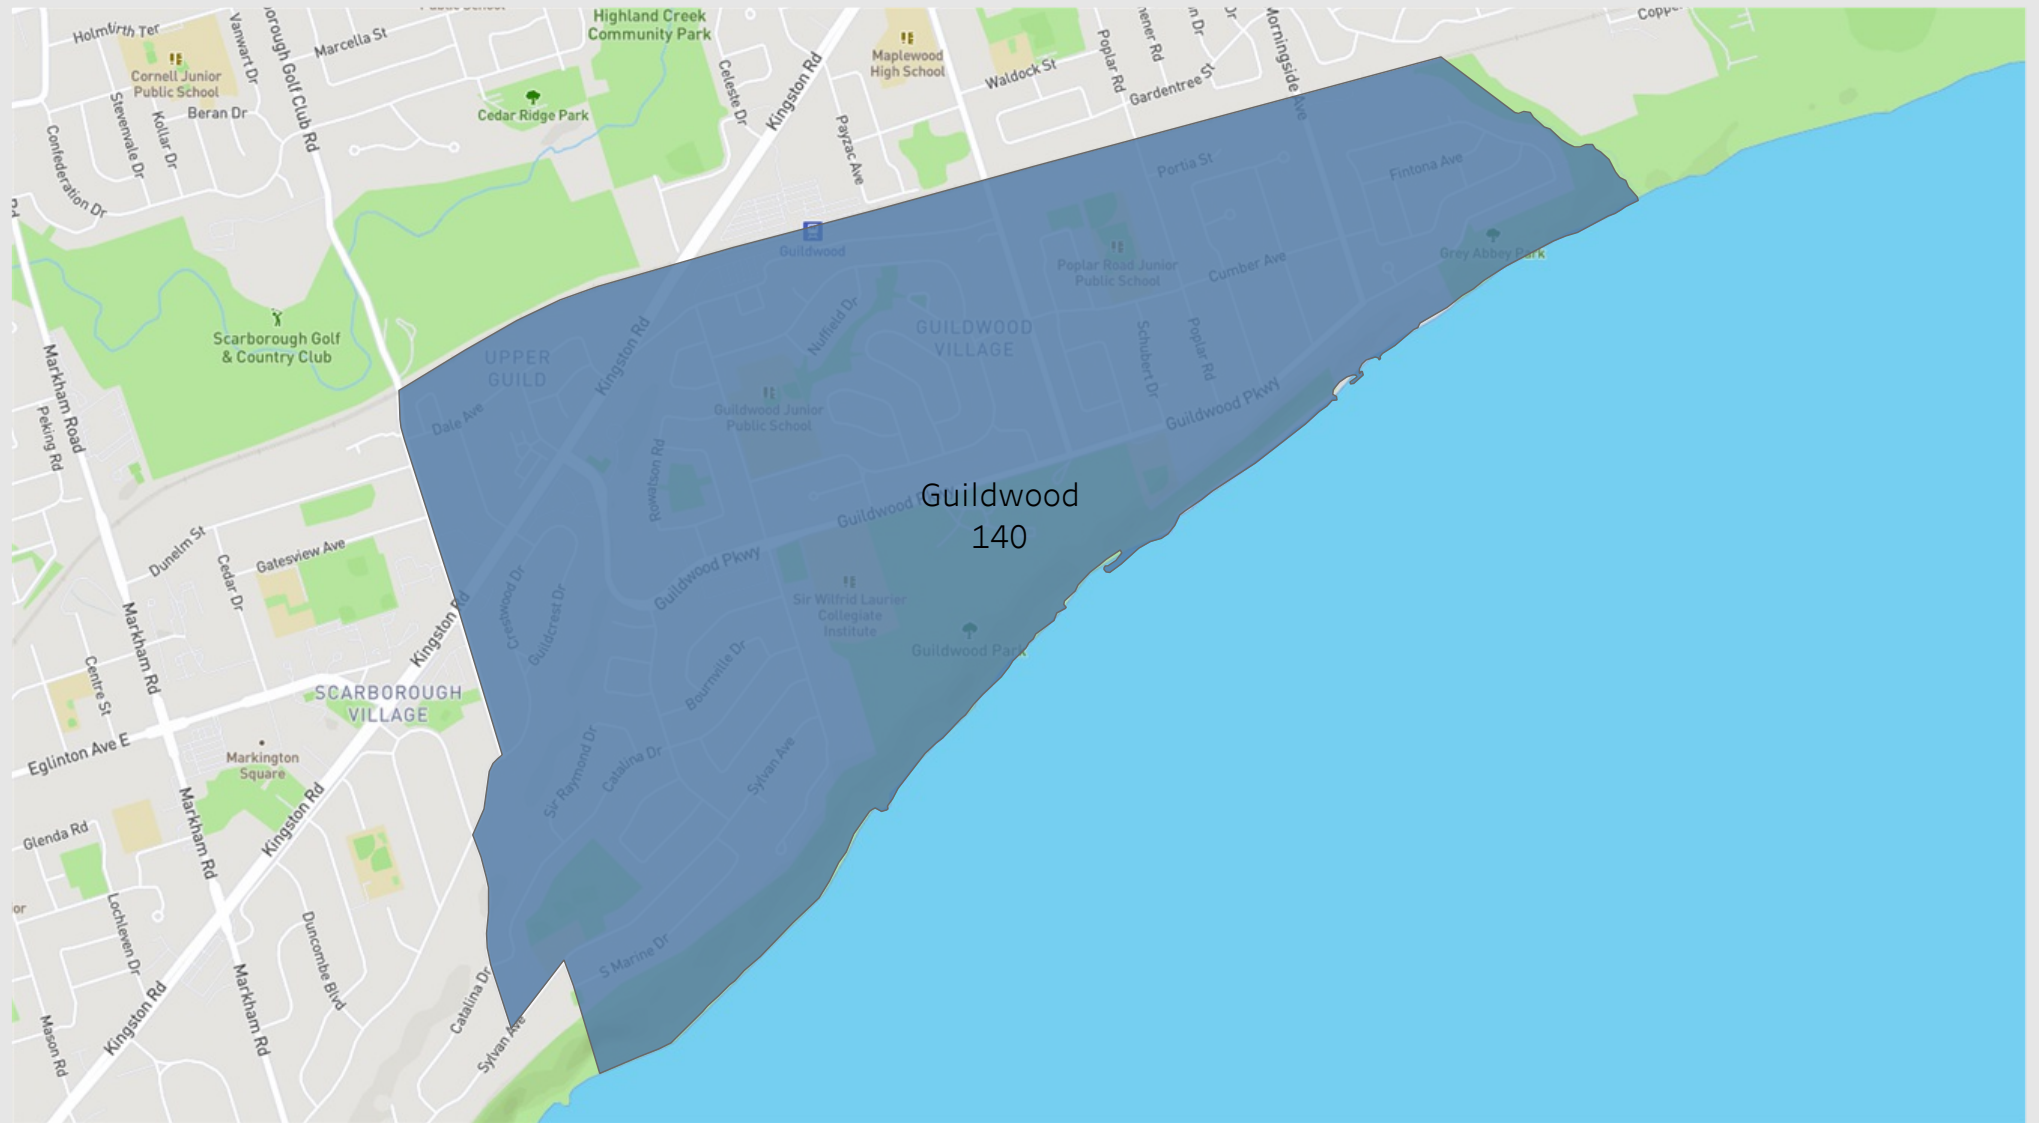 Holmfirth Ter
Vanwart Dr
Marcella St
Highland Creek
Community Park
Maplewood
High School
Waldock St
Poplar Rd
Gardentree St
Morningside Ave
Cornell Junior
Public School
Beran Dr
Stevenvale Dr
Kollar Dr
Confederation Dr
Cedar Ridge Park
Celeste Dr
Kingston Rd
Payzac Ave
Portia St
Fintona Ave
Guildwood
Grey Abbey Park
Poplar Road Junior
Public School
Cumber Ave
Scarborough Golf
& Country Club
Markham Road
Peking Rd
UPPER
GUILD
Kingston Rd
Nuffield Dr
GUILDWOOD
VILLAGE
Schubert Dr
Poplar Rd
Guildwood Pkwy
Dale Ave
Guildwood Junior
Public School
Rowatson Rd
Guildwood
140
Guildwood Pkwy
Dunelm St
Gatesview Ave
Cedar Dr
Crestwood Dr
Guildcrest Dr
Sir Wilfrid Laurier
Collegiate
Institute
Guildwood Park
Kingston Rd
Markham Rd
Centre St
SCARBOROUGH
VILLAGE
Bournville Dr
Eglinton Ave E
Markington
Square
Sir Raymond Dr
Catalina Dr
Sylvan Ave
Kingston Rd
Markham Rd
Glenda Rd
Lochleven Dr
Duncombe Blvd
S Marine Dr
Catalina Dr
Sylvan Ave
Kingston Rd
Markham Rd
Mason Rd